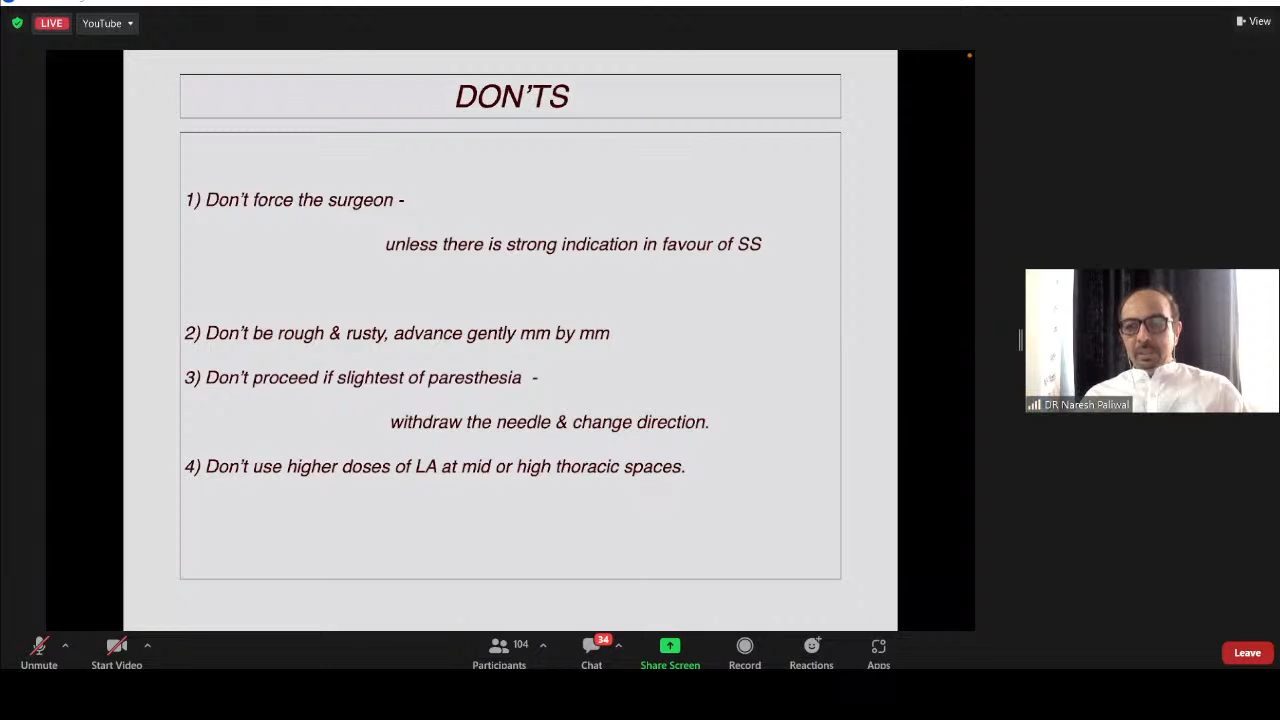 LIVE
YouTube
View
DON'TS
1) Don't force the surgeon -
unless there is strong indication in favour of SS
2) Don't be rough & rusty, advance gently mm by mm
3) Don't proceed if slightest of paresthesia -
withdraw the needle & change direction.
4) Don't use higher doses of LA at mid or high thoracic spaces.
DR Naresh Paliwal
Unmute
Start Video
104
Participants
34
Chat
Share Screen
Record
Reactions
Apps
Leave